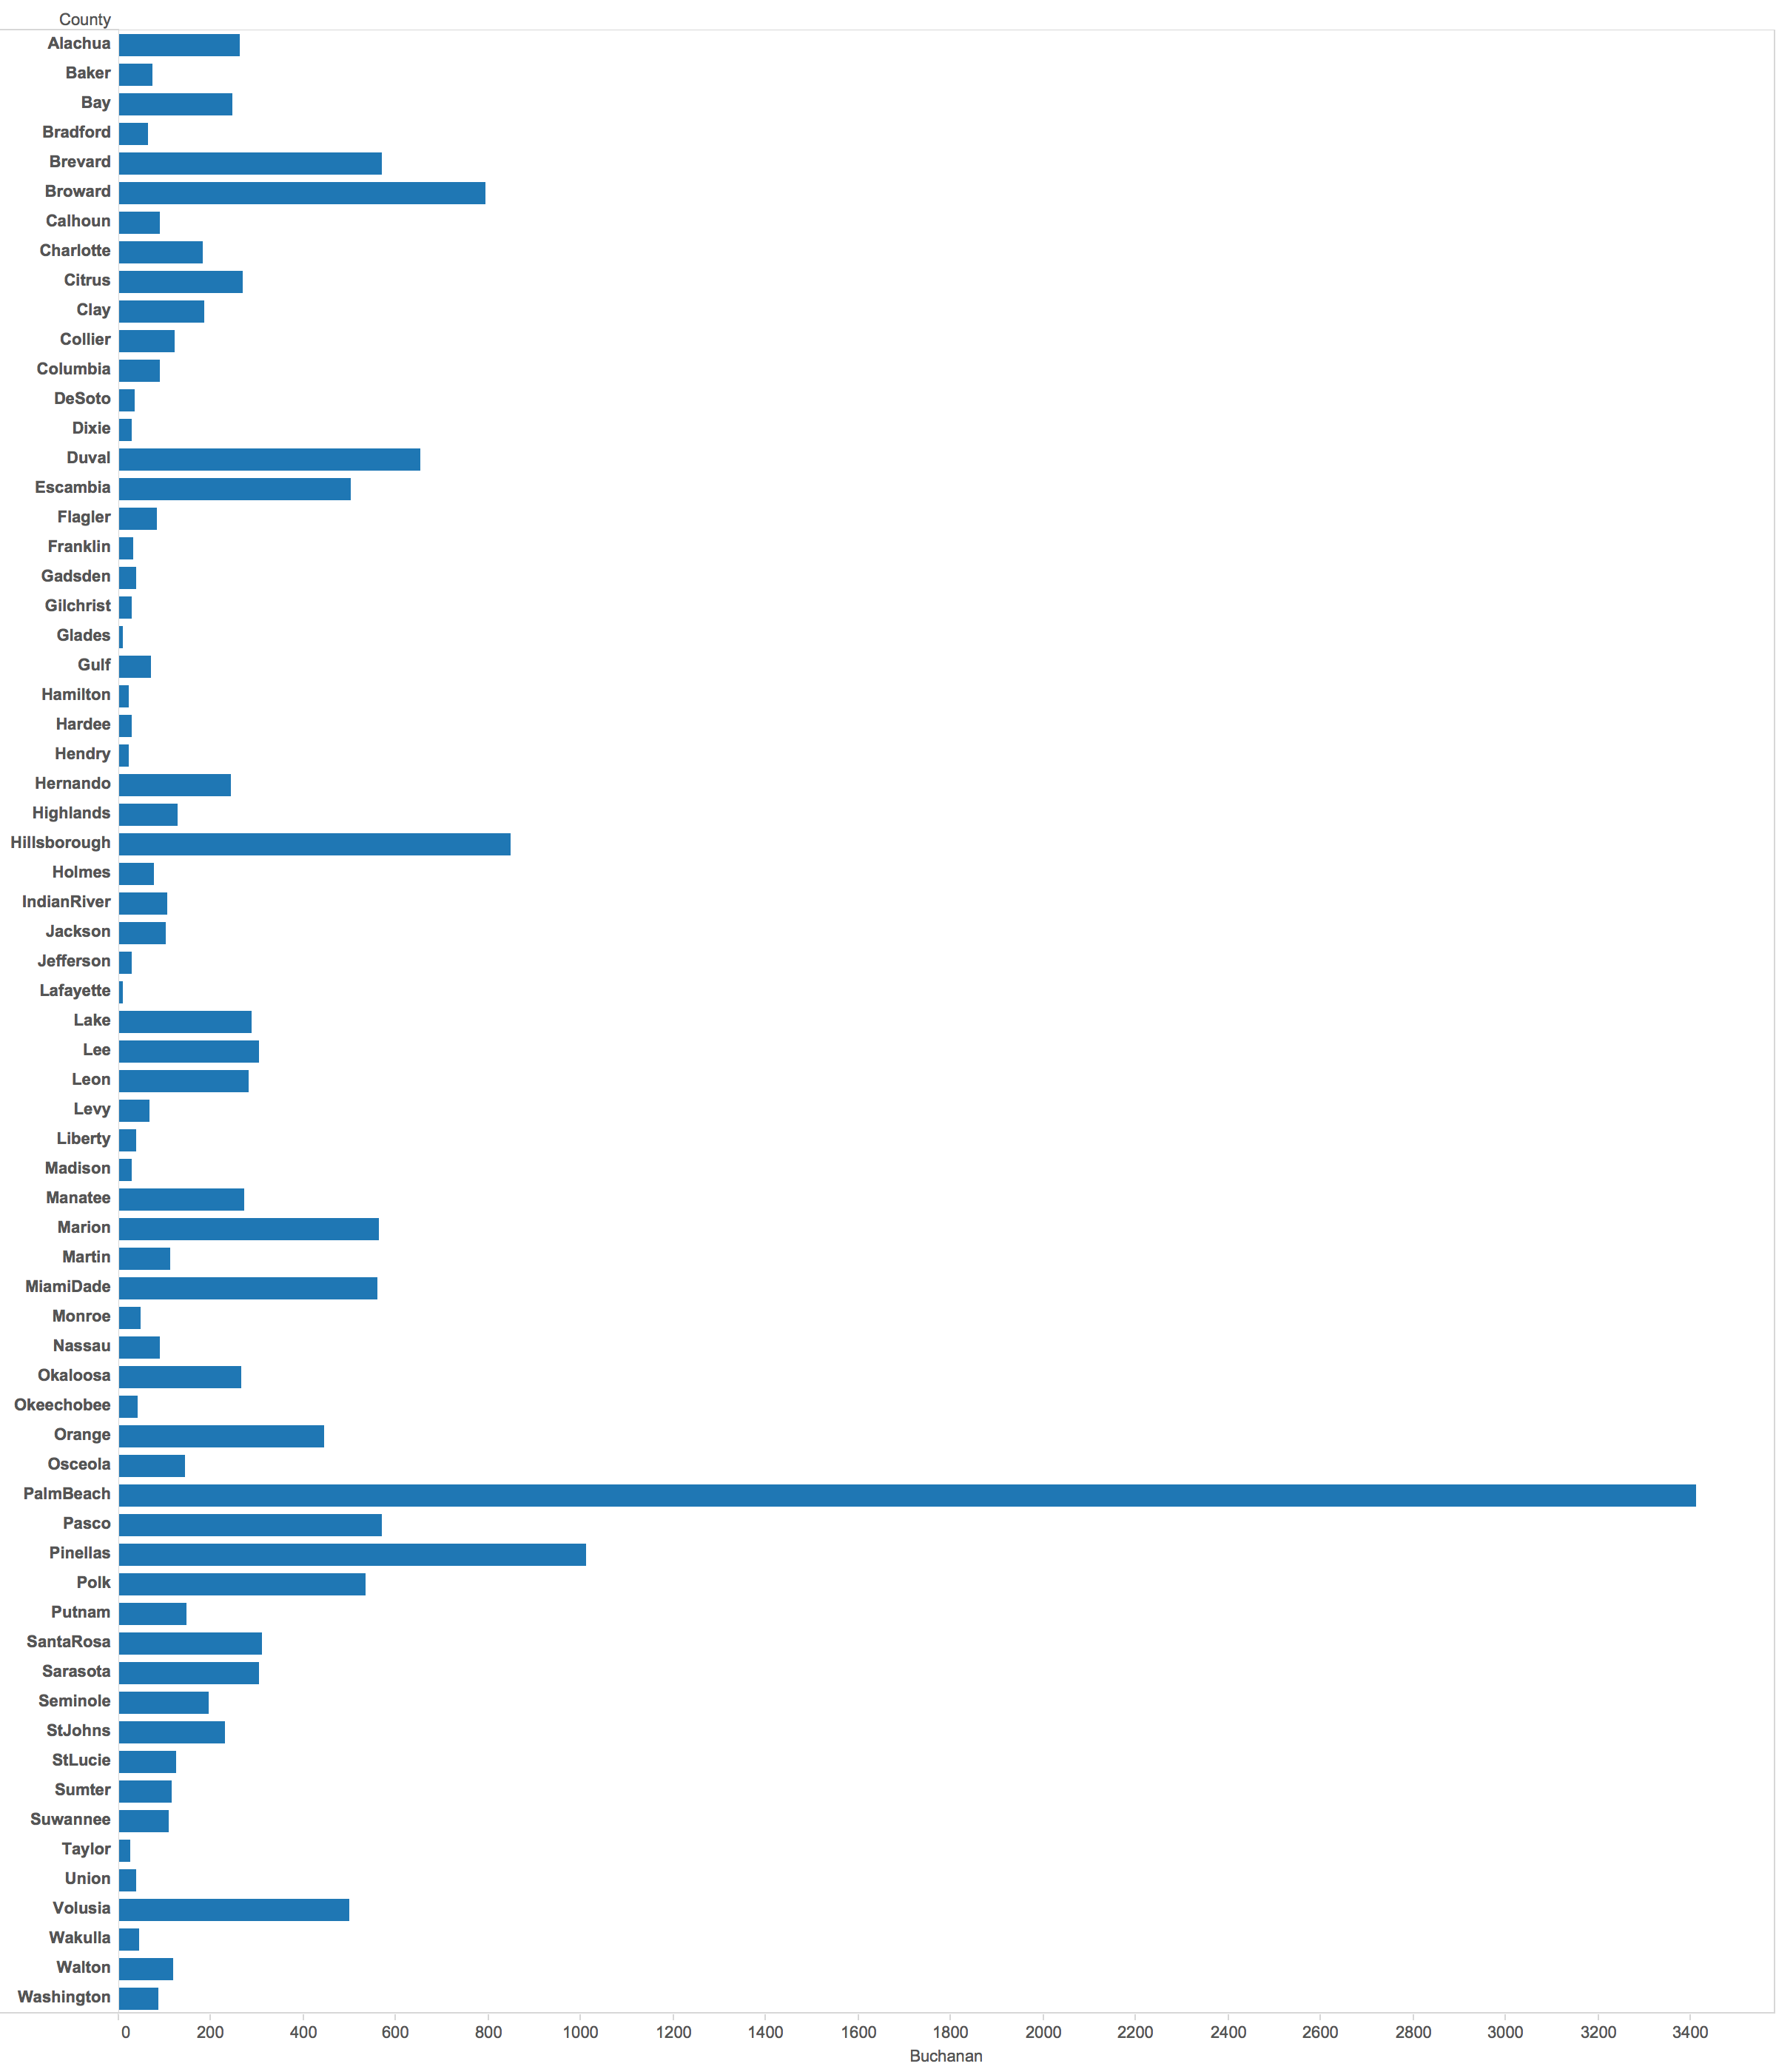 County
Alachua
Baker
Bay
Bradford
Brevard
Broward
Calhoun
Charlotte
Citrus
Clay
Collier
Columbia
DeSoto
Dixie
Duval
Escambia
Flagler
Franklin
Gadsden
Gilchrist
Glades
Gulf
Hamilton
Hardee
Hendry
Hernando
Highlands
Hillsborough
Holmes
IndianRiver
Jackson
Jefferson
Lafayette
Lake
Lee
Leon
Levy
Liberty
Madison
Manatee
Marion
Martin
MiamiDade
Monroe
Nassau
Okaloosa
Okeechobee
Orange
Osceola
PalmBeach
Pasco
Pinellas
Polk
Putnam
SantaRosa
Sarasota
Seminole
StJohns
StLucie
Sumter
Suwannee
Taylor
Union
Volusia
Wakulla
Walton
Washington
0 200 400 600 800 1000 1200 1400 1600 1800 2000 2200 2400 2600 2800 3000 3200 3400
Buchanan